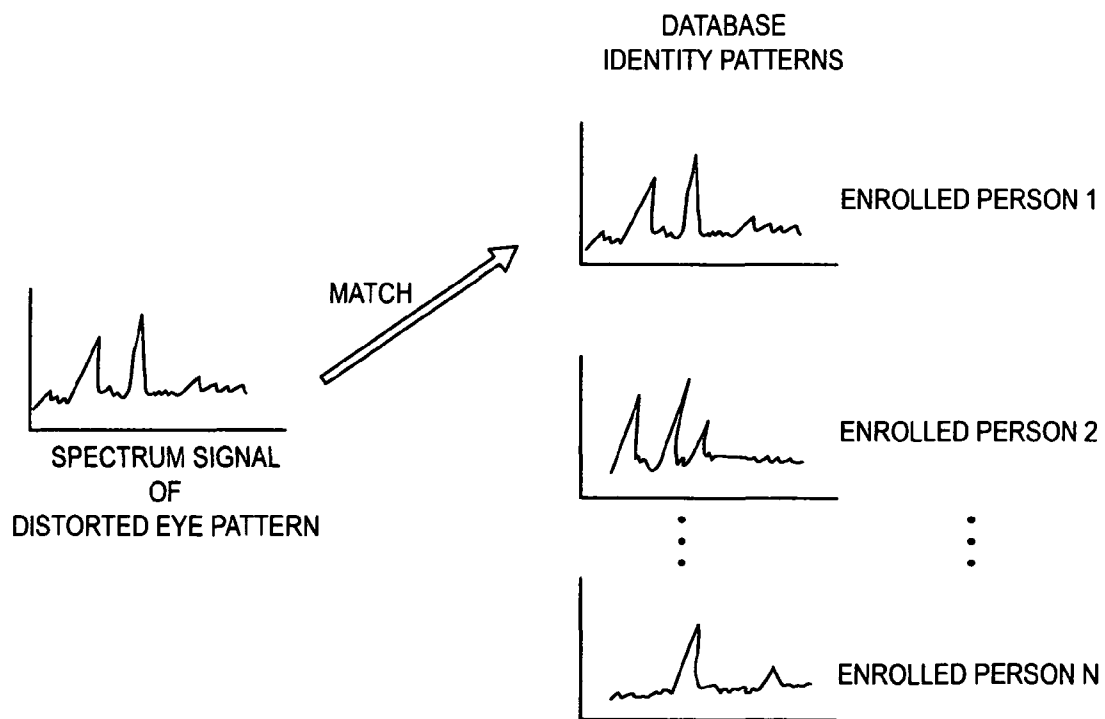 DATABASE
IDENTITY PATTERNS
ENROLLED PERSON 1
MATCH
SPECTRUM SIGNAL
OF
DISTORTED EYE PATTERN
ENROLLED PERSON 2
ENROLLED PERSON N